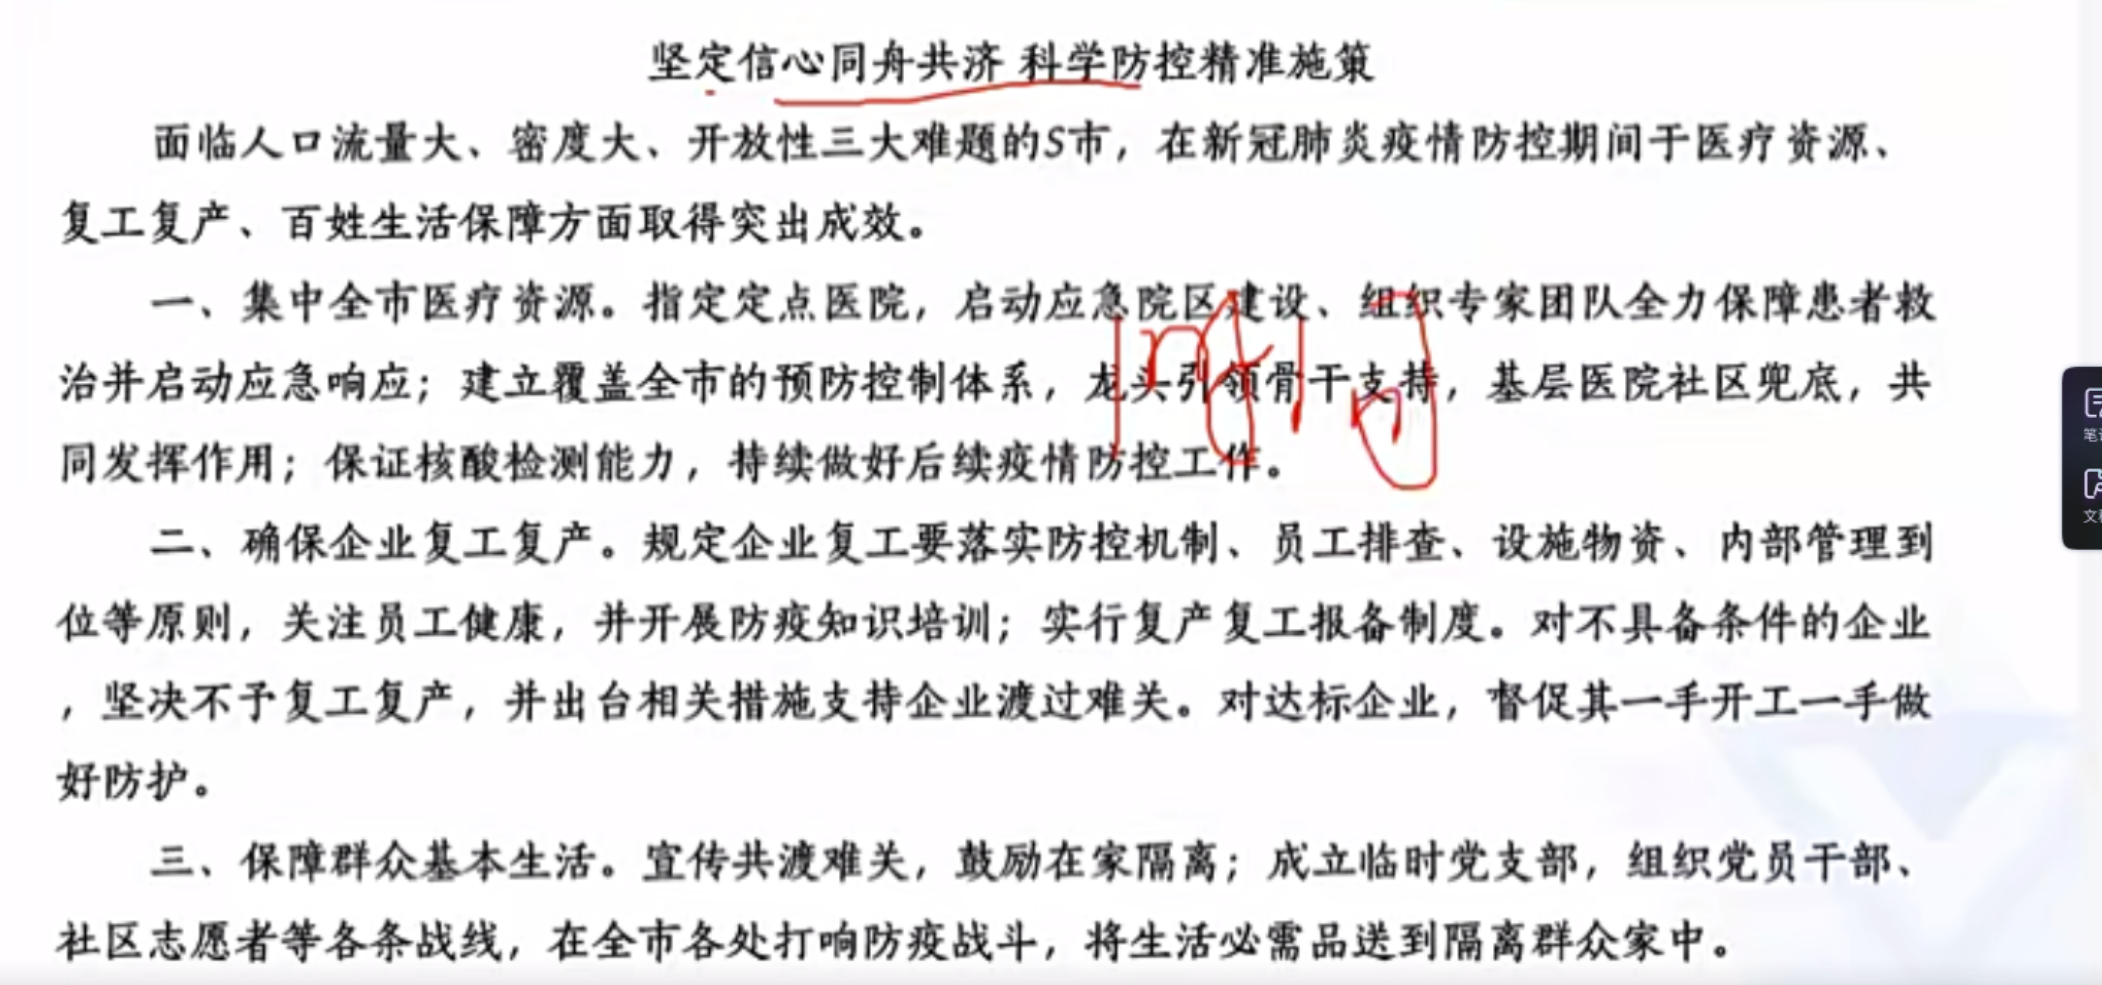 坚定信心同舟共济 科学防控精准施策
面临人口流量大、密度大、开放性三大难题的S市，在新冠肺炎疫情防控期间于医疗资源、
复工复产、百姓生活保障方面取得突出成效。
一、集中全市医疗资源。指定定点医院，启动应急院区建设、组织专家团队全力保障患者救
治并启动应急响应；建立覆盖全市的预防控制体系，龙头引领骨干支持，基层医院社区兜底，共
同发挥作用；保证核酸检测能力，持续做好后续疫情防控工作。
二、确保企业复工复产。规定企业复工要落实防控机制、员工排查、设施物资、内部管理到
位等原则，关注员工健康，并开展防疫知识培训；实行复产复工报备制度。对不具备条件的企业
，坚决不予复工复产，并出台相关措施支持企业渡过难关。对达标企业，督促其一手开工一手做
好防护。
三、保障群众基本生活。宣传共渡难关，鼓励在家隔离；成立临时党支部，组织党员干部、
社区志愿者等各条战线，在全市各处打响防疫战斗，将生活必需品送到隔离群众家中。